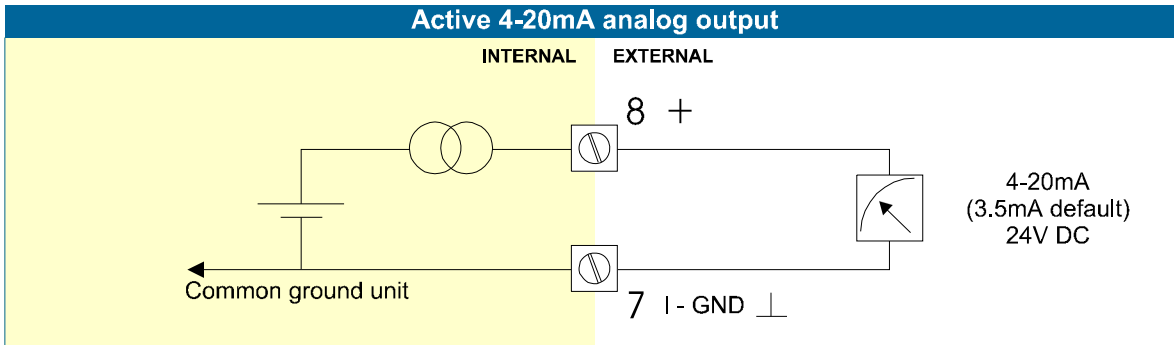 Active 4-20mA analog output
INTERNAL EXTERNAL
8 +
4-20mA
(3.5mA default)
24V DC
Common ground unit
7 I - GND ⊥